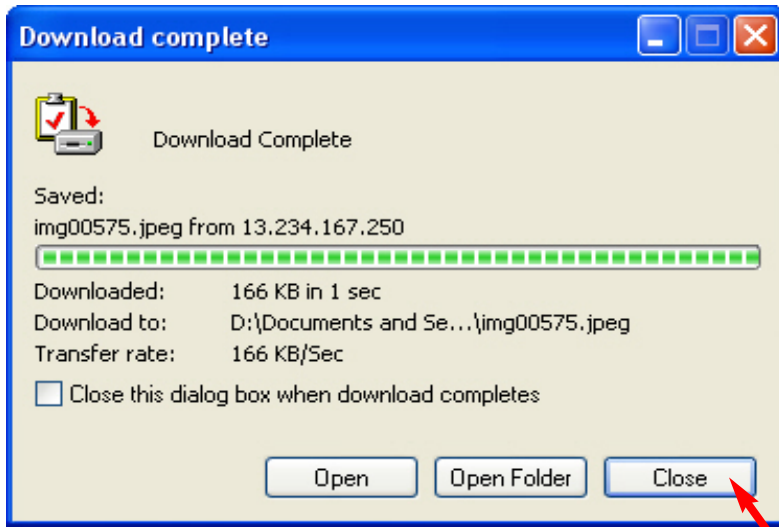 Download complete
Download Complete
Saved:
img00575.jpeg from 13.234.167.250
Downloaded: 166 KB in 1 sec
Download to: D:\Documents and Se...\img00575.jpeg
Transfer rate: 166 KB/Sec
Close this dialog box when download completes
Open Open Folder Close